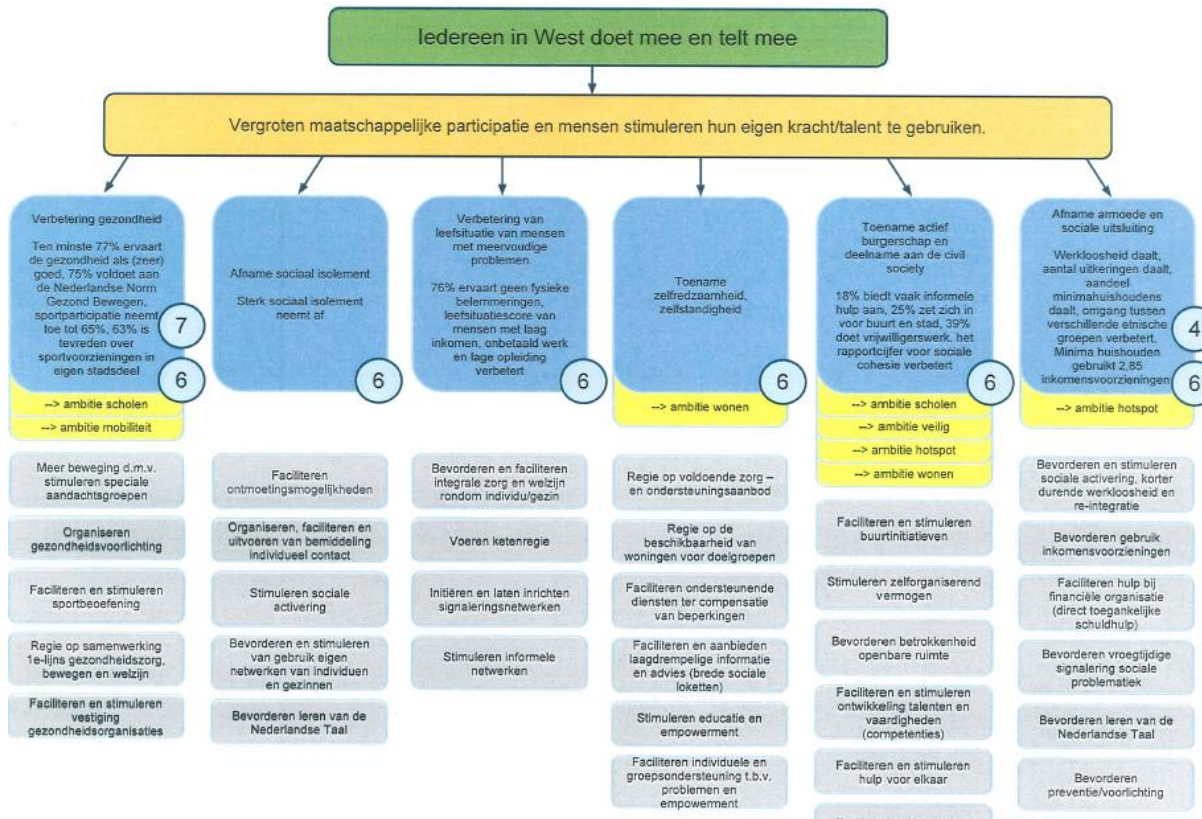 Iedereen in West doet mee en telt mee
Vergroten maatschappelijke participatie en mensen stimuleren hun eigen kracht/talent te gebruiken.
Verbetering gezondheid
Ten minste 77% ervaart
de gezondheid als (zeer)
goed, 75% voldoet aan
de Nederlandse Norm
Gezond Bewegen,
sportparticipatie neemt
toe tot 65%, 63% is
tevreden over
sportvoorzieningen in
eigen stadsdeel
7
6
--> ambitie scholen
--> ambitie mobiliteit
Meer beweging d.m.v.
stimuleren speciale
aandachtsgroepen
Organiseren
gezondheidsvoorlichting
Faciliteren en stimuleren
sportbeoefening
Regie op samenwerking
1e-lijns gezondheidszorg,
bewegen en welzijn
Faciliteren en stimuleren
vestiging
gezondheidsorganisaties
Afname sociaal isolement
Sterk sociaal isolement
neemt af
6
Faciliteren
ontmoetingsmogelijkheden
Organiseren, faciliteren en
uitvoeren van bemiddeling
individueel contact
Stimuleren sociale
activering
Bevorderen en stimuleren
van gebruik eigen
netwerken van individuen
en gezinnen
Bevorderen leren van de
Nederlandse Taal
Verbetering van
leefsituatie van mensen
met meervoudige
problemen
76% ervaart geen fysieke
belemmeringen,
leefsituatiescore van
mensen met laag
inkomen, onbetaald werk
en lage opleiding
verbetert
6
Bevorderen en faciliteren
integrale zorg en welzijn
rondom individu/gezin
Voeren ketenregie
Initiëren en laten inrichten
signaleringsnetwerken
Stimuleren informele
netwerken
Toename
zelfredzaamheid,
zelfstandigheid
6
--> ambitie wonen
Regie op voldoende zorg –
en ondersteuningsaanbod
Regie op de
beschikbaarheid van
woningen voor doelgroepen
Faciliteren ondersteunende
diensten ter compensatie
van beperkingen
Faciliteren en aanbieden
laagdrempelige informatie
en advies (brede sociale
loketten)
Stimuleren educatie en
empowerment
Faciliteren individuele en
groepsondersteuning t.b.v.
problemen en
empowerment
Toename actief
burgerschap en
deelname aan de civil
society
18% biedt vaak informele
hulp aan, 25% zet zich in
voor buurt en stad, 39%
doet vrijwilligerswerk. het
rapportcijfer voor sociale
cohesie verbetert
6
--> ambitie scholen
--> ambitie veilig
--> ambitie hotspot
--> ambitie wonen
Faciliteren en stimuleren
buurtinitiatieven
Stimuleren zelforganiserend
vermogen
Bevorderen betrokkenheid
openbare ruimte
Faciliteren en stimuleren
ontwikkeling talenten en
vaardigheden
(competenties)
Faciliteren en stimuleren
hulp voor elkaar
Afname armoede en
sociale uitsluiting
Werkloosheid daalt,
aantal uitkeringen daalt,
aandeel
minimahuishoudens
daalt, omgang tussen
verschillende etnische
groepen verbetert.
Minima huishouden
gebruikt 2,85
inkomensvoorzieningen
4
6
--> ambitie hotspot
Bevorderen en stimuleren
sociale activering, korter
durende werkloosheid en
re-integratie
Bevorderen gebruik
inkomensvoorzieningen
Faciliteren hulp bij
financiële organisatie
(direct toegankelijke
schuldhulp)
Bevorderen vroegtijdige
signalering sociale
problematiek
Bevorderen leren van de
Nederlandse Taal
Bevorderen
preventie/voorlichting